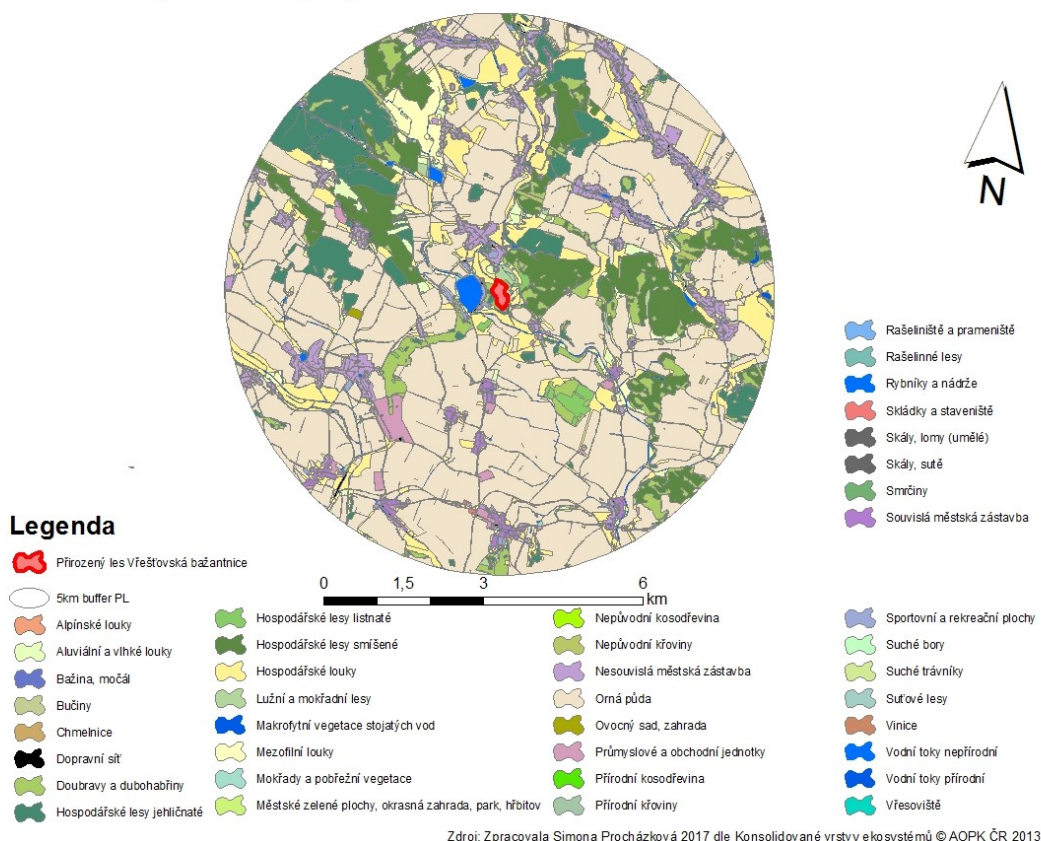 N
Rašeliniště a prameniště
Rašelinné lesy
Rybníky a nádrže
Skládky a staveniště
Skály, lomy (umělé)
Skály, sutě
Smrčiny
Souvislá městská zástavba
Legenda
Přirozený les Vřešťovská bažantnice
5km buffer PL
Alpínské louky
Aluviální a vlhké louky
Bažina, močál
Bučiny
Chmelnice
Dopravní síť
Doubravy a dubohabřiny
Hospodářské lesy jehličnaté
0 1,5 3 6
km
Hospodářské lesy listnaté
Hospodářské lesy smíšené
Hospodářské louky
Lužní a mokřadní lesy
Makrofytní vegetace stojatých vod
Mezofilní louky
Mokřady a pobřežní vegetace
Městské zelené plochy, okrasná zahrada, park, hřbitov
Nepůvodní kosodřevina
Nepůvodní křoviny
Nesouvislá městská zástavba
Orná půda
Ovocný sad, zahrada
Průmyslové a obchodní jednotky
Přírodní kosodřevina
Přírodní křoviny
Sportovní a rekreační plochy
Suché bory
Suché trávníky
Suťové lesy
Vinice
Vodní toky nepřírodní
Vodní toky přírodní
Vřesoviště
Zdroj: Zpracovala Simona Procházková 2017 dle Konsolidované vrstvy ekosystémů © AOPK ČR 2013